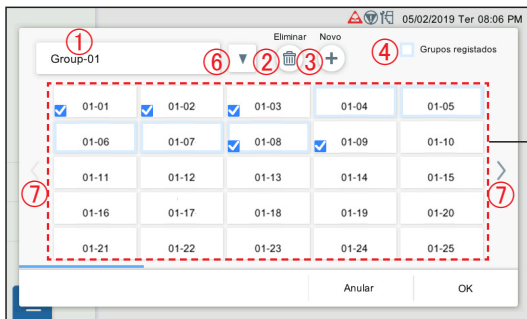 05/02/2019 Ter 08:06 PM
① Group-01
⑥ ▼ ② Eliminar ③ Novo +
④ Grupos registados
01-01 01-02 01-03 01-04 01-05
01-06 01-07 01-08 01-09 01-10
01-11 01-12 01-13 01-14 01-15
⑦ ⑦
01-16 01-17 01-18 01-19 01-20
01-21 01-22 01-23 01-24 01-25
Anular OK